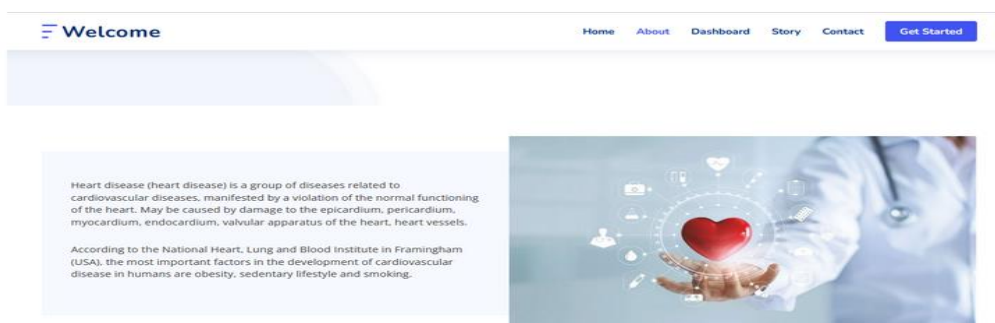 Welcome
Home About Dashboard Story Contact Get Started
Heart disease (heart disease) is a group of diseases related to
cardiovascular diseases, manifested by a violation of the normal functioning
of the heart. May be caused by damage to the epicardium, pericardium,
myocardium, endocardium, valvular apparatus of the heart, heart vessels.
According to the National Heart, Lung and Blood Institute in Framingham
(USA), the most important factors in the development of cardiovascular
disease in humans are obesity, sedentary lifestyle and smoking.